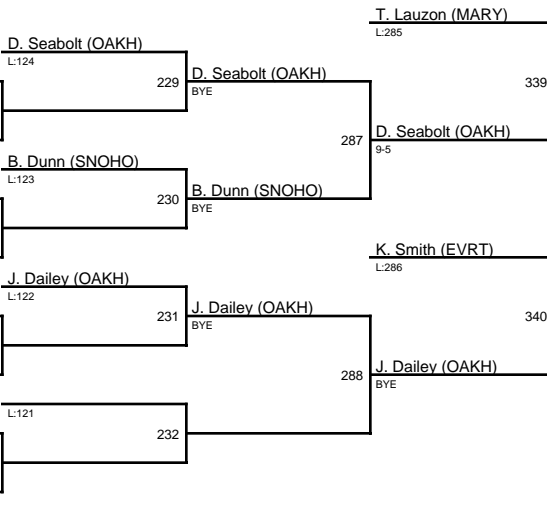 T. Lauzon (MARY)
L:285
D. Seabolt (OAKH)
L:124
229
D. Seabolt (OAKH)
BYE
339
287
D. Seabolt (OAKH)
9-5
B. Dunn (SNOHO)
L:123
230
B. Dunn (SNOHO)
BYE
K. Smith (EVRT)
L:286
J. Dailey (OAKH)
L:122
231
J. Dailey (OAKH)
BYE
340
288
J. Dailey (OAKH)
BYE
L:121
232